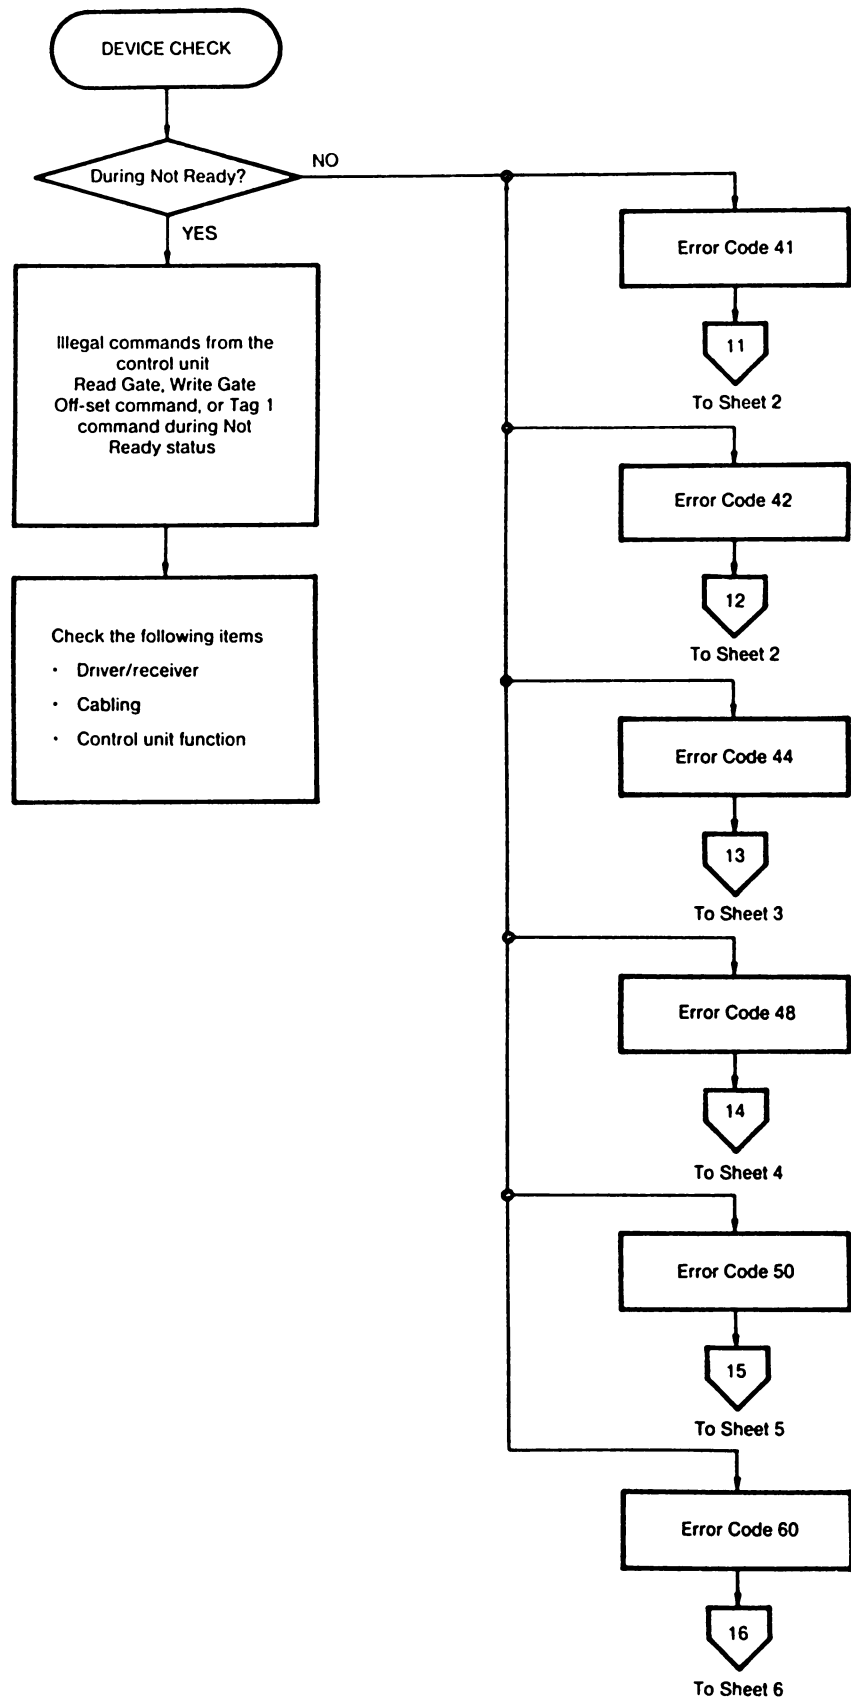 DEVICE CHECK
During Not Ready?
NO
YES
Illegal commands from the
control unit
Read Gate, Write Gate
Off-set command, or Tag 1
command during Not
Ready status
Check the following items
· Driver/receiver
· Cabling
· Control unit function
Error Code 41
11
To Sheet 2
Error Code 42
12
To Sheet 2
Error Code 44
13
To Sheet 3
Error Code 48
14
To Sheet 4
Error Code 50
15
To Sheet 5
Error Code 60
16
To Sheet 6